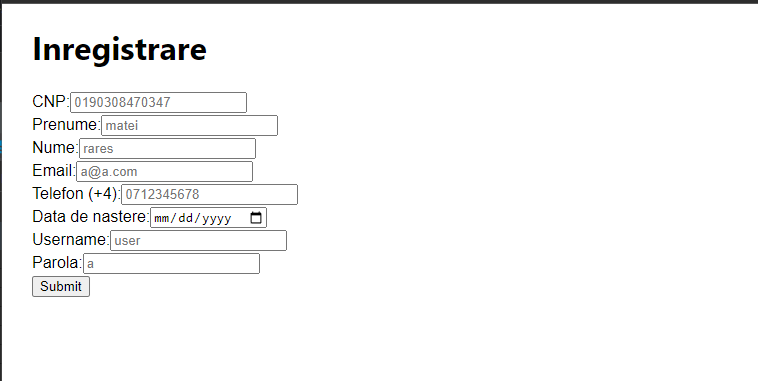 Inregistrare
CNP: 0190308470347
Prenume: matei
Nume: rares
Email: a@a.com
Telefon (+4): 0712345678
Data de nastere: mm/dd/yyyy
Username: user
Parola: a
Submit